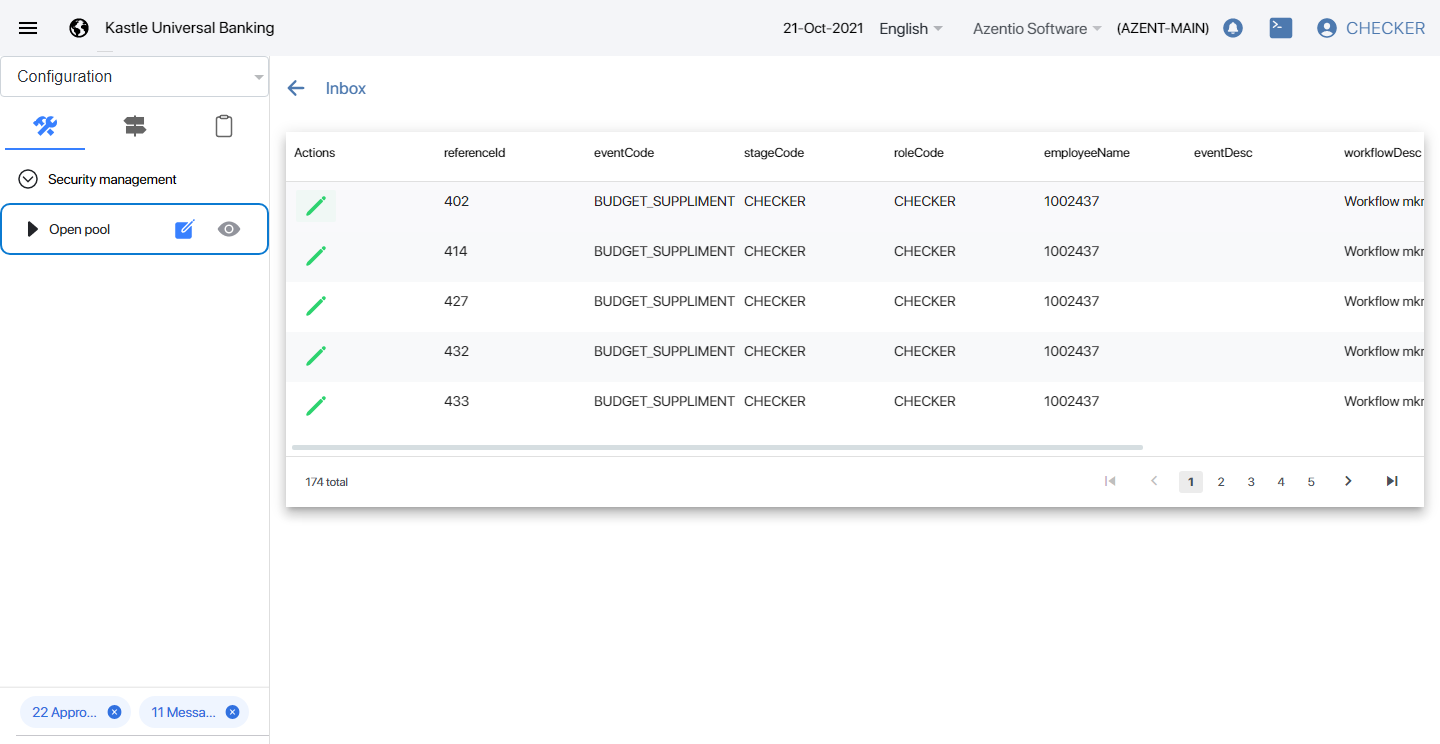 Kastle Universal Banking 21-Oct-2021 English Azentio Software (AZENT-MAIN) CHECKER
Configuration
Inbox
Security management
Open pool
Actions referenceId eventCode stageCode roleCode employeeName eventDesc workflowDesc
402 BUDGET_SUPPLIMENT CHECKER CHECKER 1002437 Workflow mkr
414 BUDGET_SUPPLIMENT CHECKER CHECKER 1002437 Workflow mkr
427 BUDGET_SUPPLIMENT CHECKER CHECKER 1002437 Workflow mkr
432 BUDGET_SUPPLIMENT CHECKER CHECKER 1002437 Workflow mkr
433 BUDGET_SUPPLIMENT CHECKER CHECKER 1002437 Workflow mkr
174 total 1 2 3 4 5
22 Appro... 11 Messa...